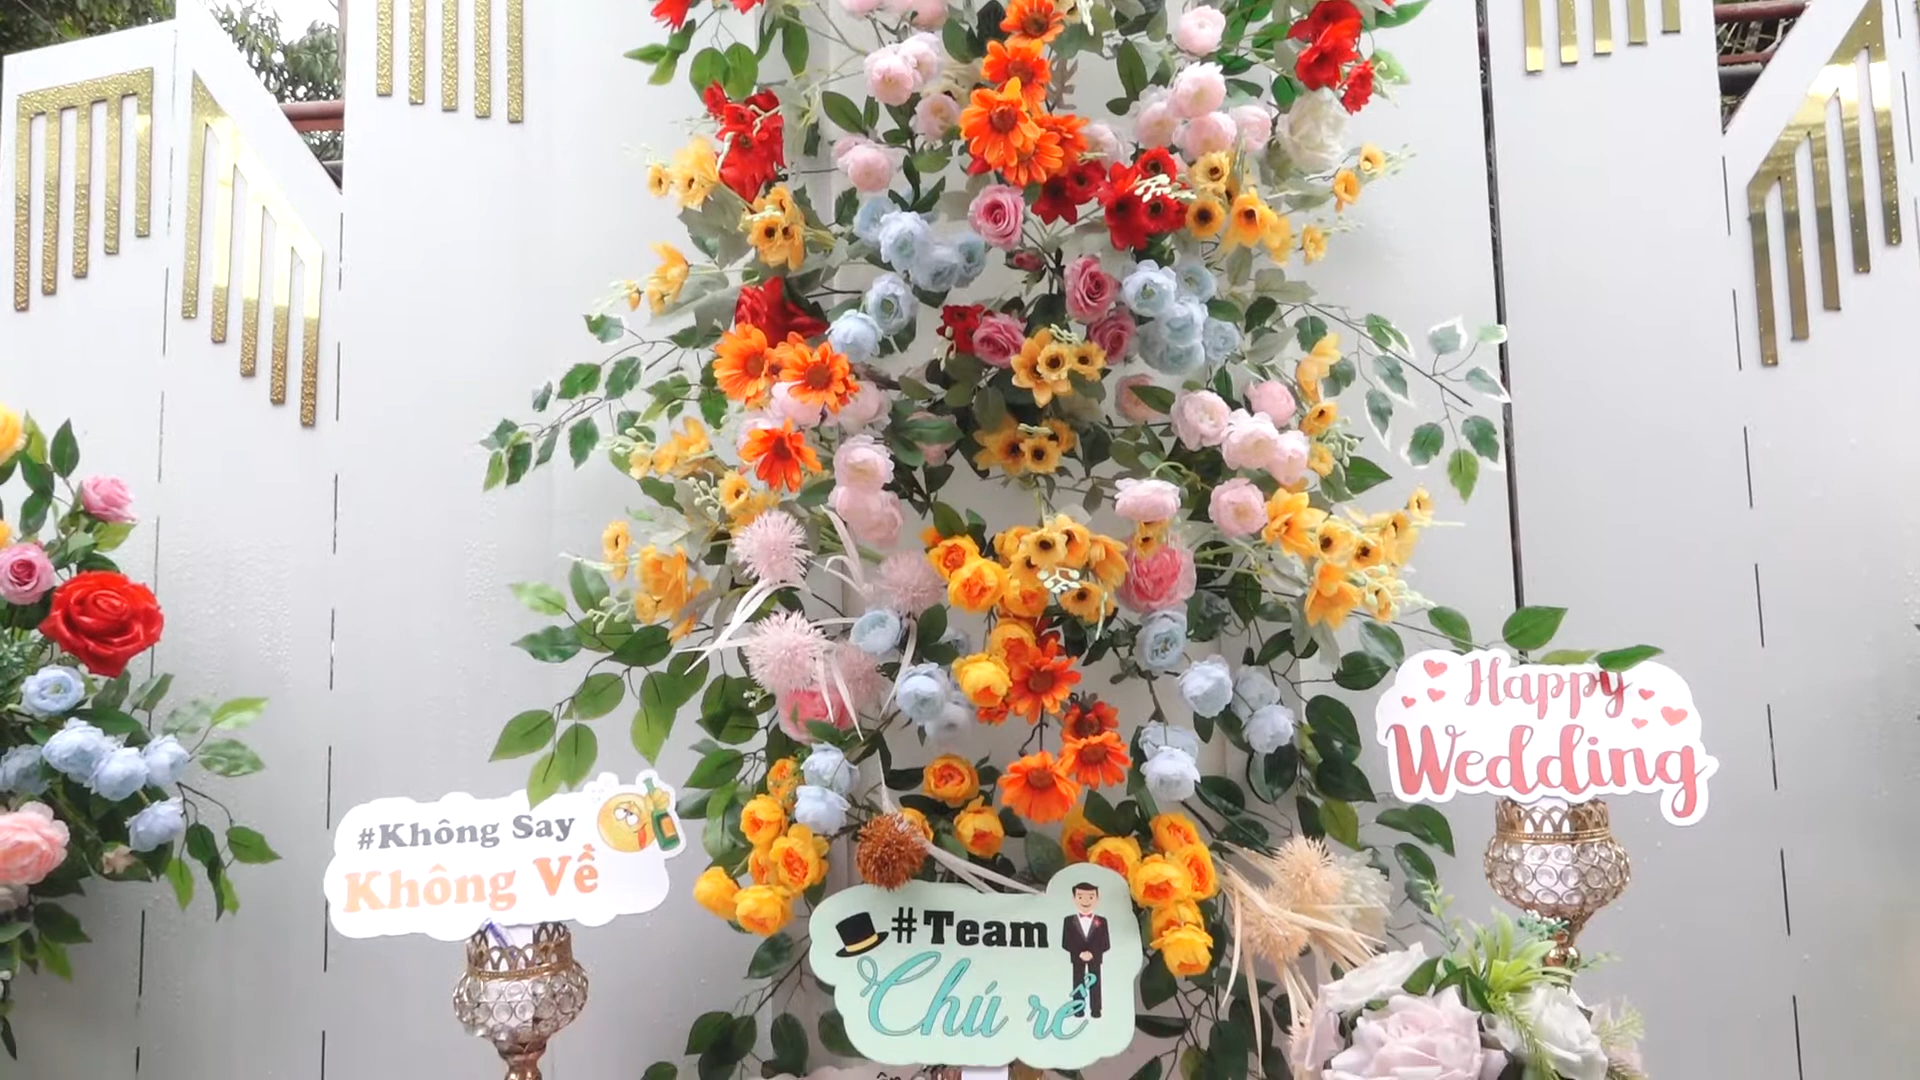 #Không Say
Không Về
#Team
Chú rể
Happy
Wedding